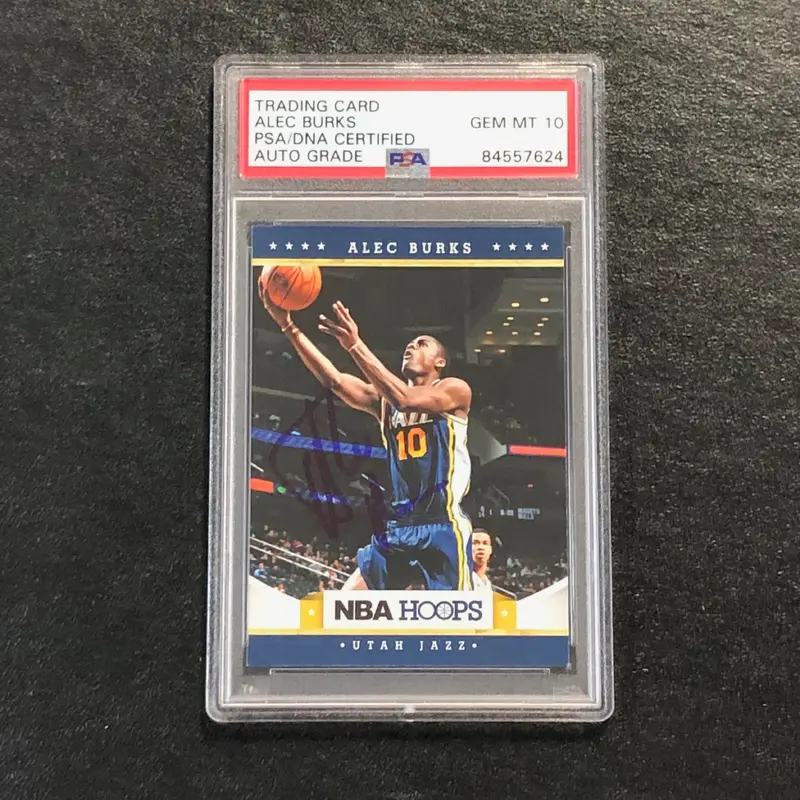 TRADING CARD
ALEC BURKS
PSA/DNA CERTIFIED
AUTO GRADE
GEM MT 10
PSA
84557624
★★★★ ALEC BURKS ★★★★
JAZZ
10
NBA HOOPS
•UTAH JAZZ•